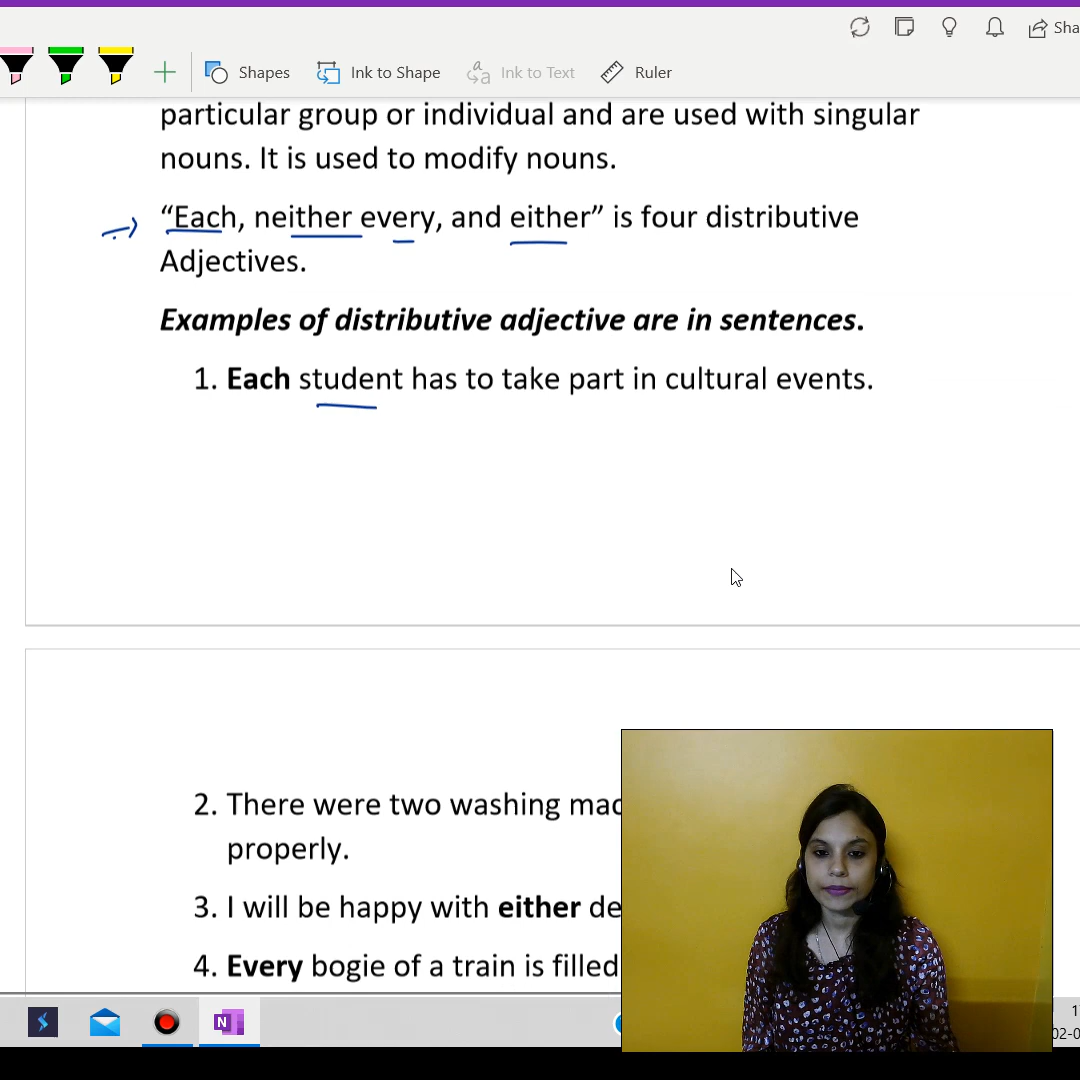 Sha
Shapes
Ink to Shape
Ink to Text
Ruler
particular group or individual and are used with singular
nouns. It is used to modify nouns.
“Each, neither every, and either” is four distributive
Adjectives.
Examples of distributive adjective are in sentences.
1. Each student has to take part in cultural events.
2. There were two washing mac
properly.
3. I will be happy with either de
4. Every bogie of a train is filled
N
02-0